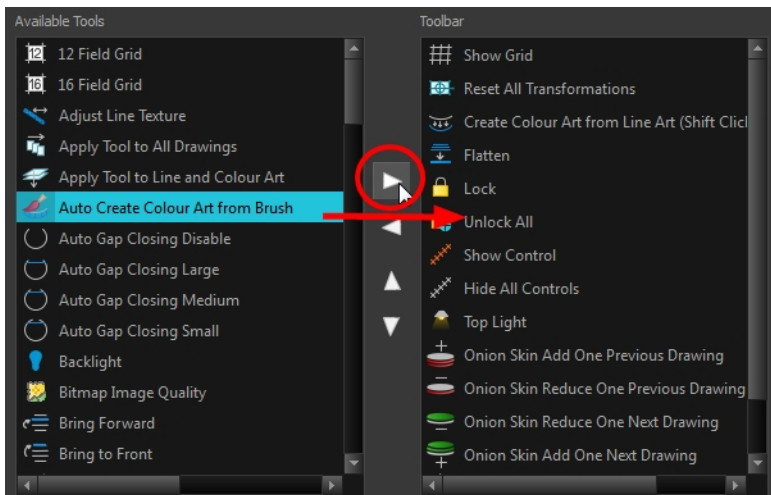 Available Tools
12 Field Grid
16 Field Grid
Adjust Line Texture
Apply Tool to All Drawings
Apply Tool to Line and Colour Art
Auto Create Colour Art from Brush
Auto Gap Closing Disable
Auto Gap Closing Large
Auto Gap Closing Medium
Auto Gap Closing Small
Backlight
Bitmap Image Quality
Bring Forward
Bring to Front
Toolbar
Show Grid
Reset All Transformations
Create Colour Art from Line Art (Shift Clic
Flatten
Lock
Unlock All
Show Control
Hide All Controls
Top Light
Onion Skin Add One Previous Drawing
Onion Skin Reduce One Previous Drawing
Onion Skin Reduce One Next Drawing
Onion Skin Add One Next Drawing